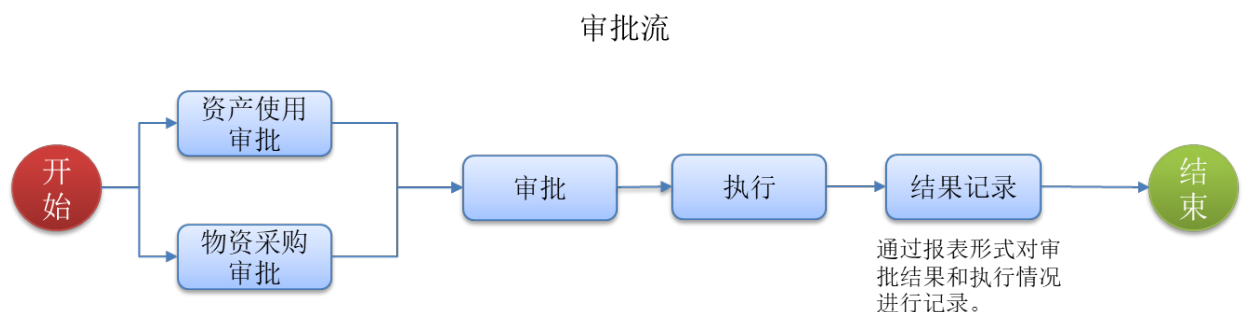 审批流
开
始
资产使用
审批
物资采购
审批
审批
执行
结果记录
通过报表形式对审
批结果和执行情况
进行记录。
结
束